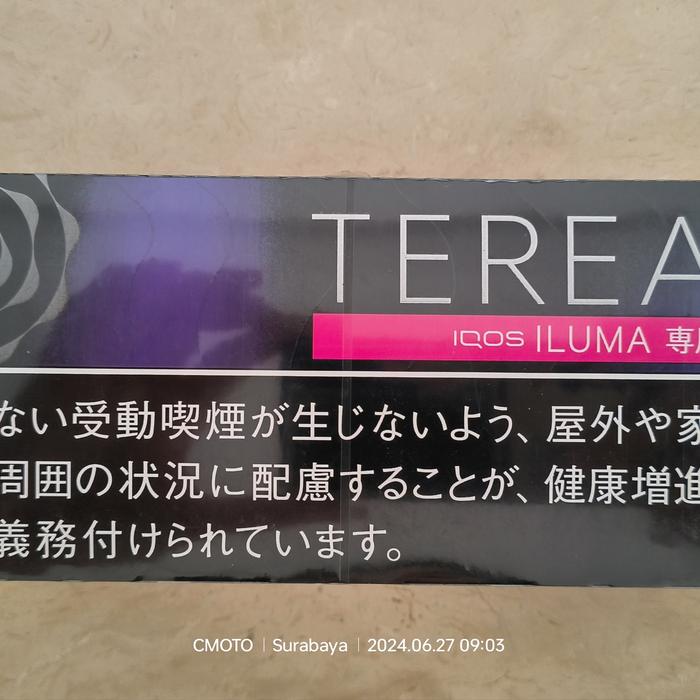 TEREA
IQOS ILUMA 専
ない受動喫煙が生じないよう、屋外や家
周囲の状況に配慮することが、健康増進
義務付けられています。
CMOTO | Surabaya | 2024.06.27 09:03